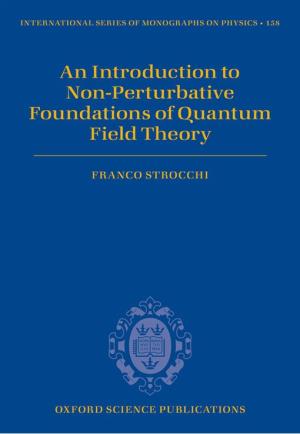 INTERNATIONAL SERIES OF MONOGRAPHS ON PHYSICS • 158
An Introduction to
Non-Perturbative
Foundations of Quantum
Field Theory
FRANCO STROCCHI
OXFORD SCIENCE PUBLICATIONS